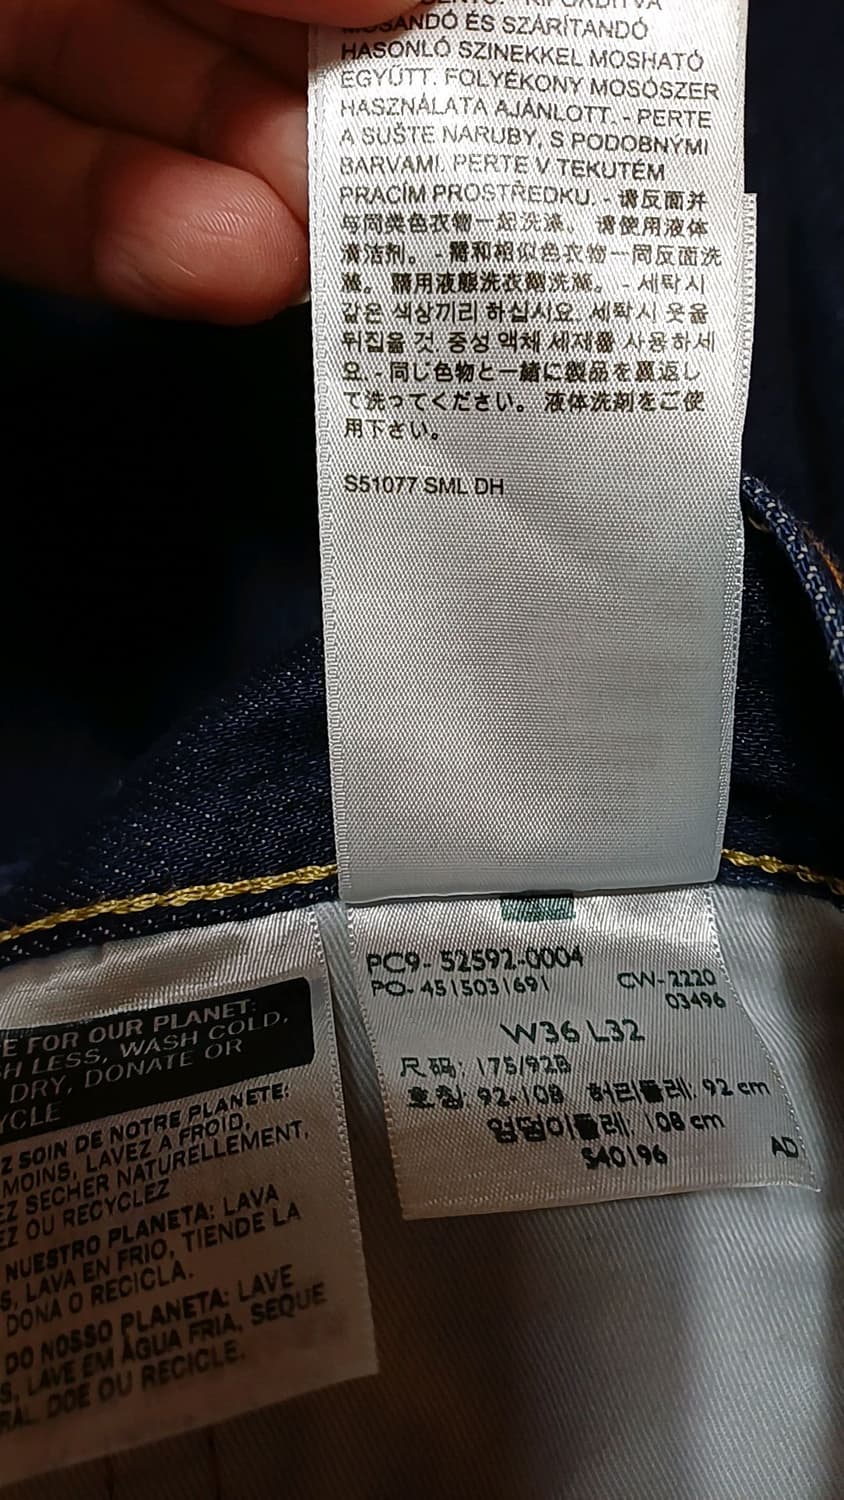 MOSANDÓ ÉS SZÁRÍTANDÓ
HASONLÓ SZINEKKEL MOSHATÓ
EGYÜTT. FOLYÉKONY MOSÓSZER
HASZNÁLATA AJÁNLOTT. - PERTE
A SUŠTE NARUBY, S PODOBNÝMI
BARVAMI. PERTE V TEKUTÉM
PRACÍM PROSTŘEDKU. - 请反面并
与同类色衣物一起洗涤。 请使用液体
清洁剂。 - 需和相似色衣物一同反面洗
滌。 需用液態洗衣劑洗滌。 - 세탁시
같은 색상끼리 하십시요. 세탁시 옷을
뒤집을 것. 중성 액체 세재를 사용하세
요. - 同じ色物と一緒に製品を裏返し
て洗ってください。 液体洗剤をご使
用下さい。
S51077 SML DH
PC9- 52592-0004
PO- 4515031691 CW-2220
03496
W36 L32
尺码: 175/92B
호칭: 92-108 허리둘레: 92 cm
엉덩이둘레: 108 cm
S40196 AD
E FOR OUR PLANET:
H LESS, WASH COLD,
DRY, DONATE OR
YCLE
Z SOIN DE NOTRE PLANETE:
MOINS, LAVEZ A FROID,
EZ SECHER NATURELLEMENT,
EZ OU RECYCLEZ
NUESTRO PLANETA: LAVA
S, LAVA EN FRIO, TIENDE LA
DONA O RECICLA.
DO NOSSO PLANETA: LAVE
S, LAVE EM ÁGUA FRIA, SEQUE
RAL. DOE OU RECICLE.